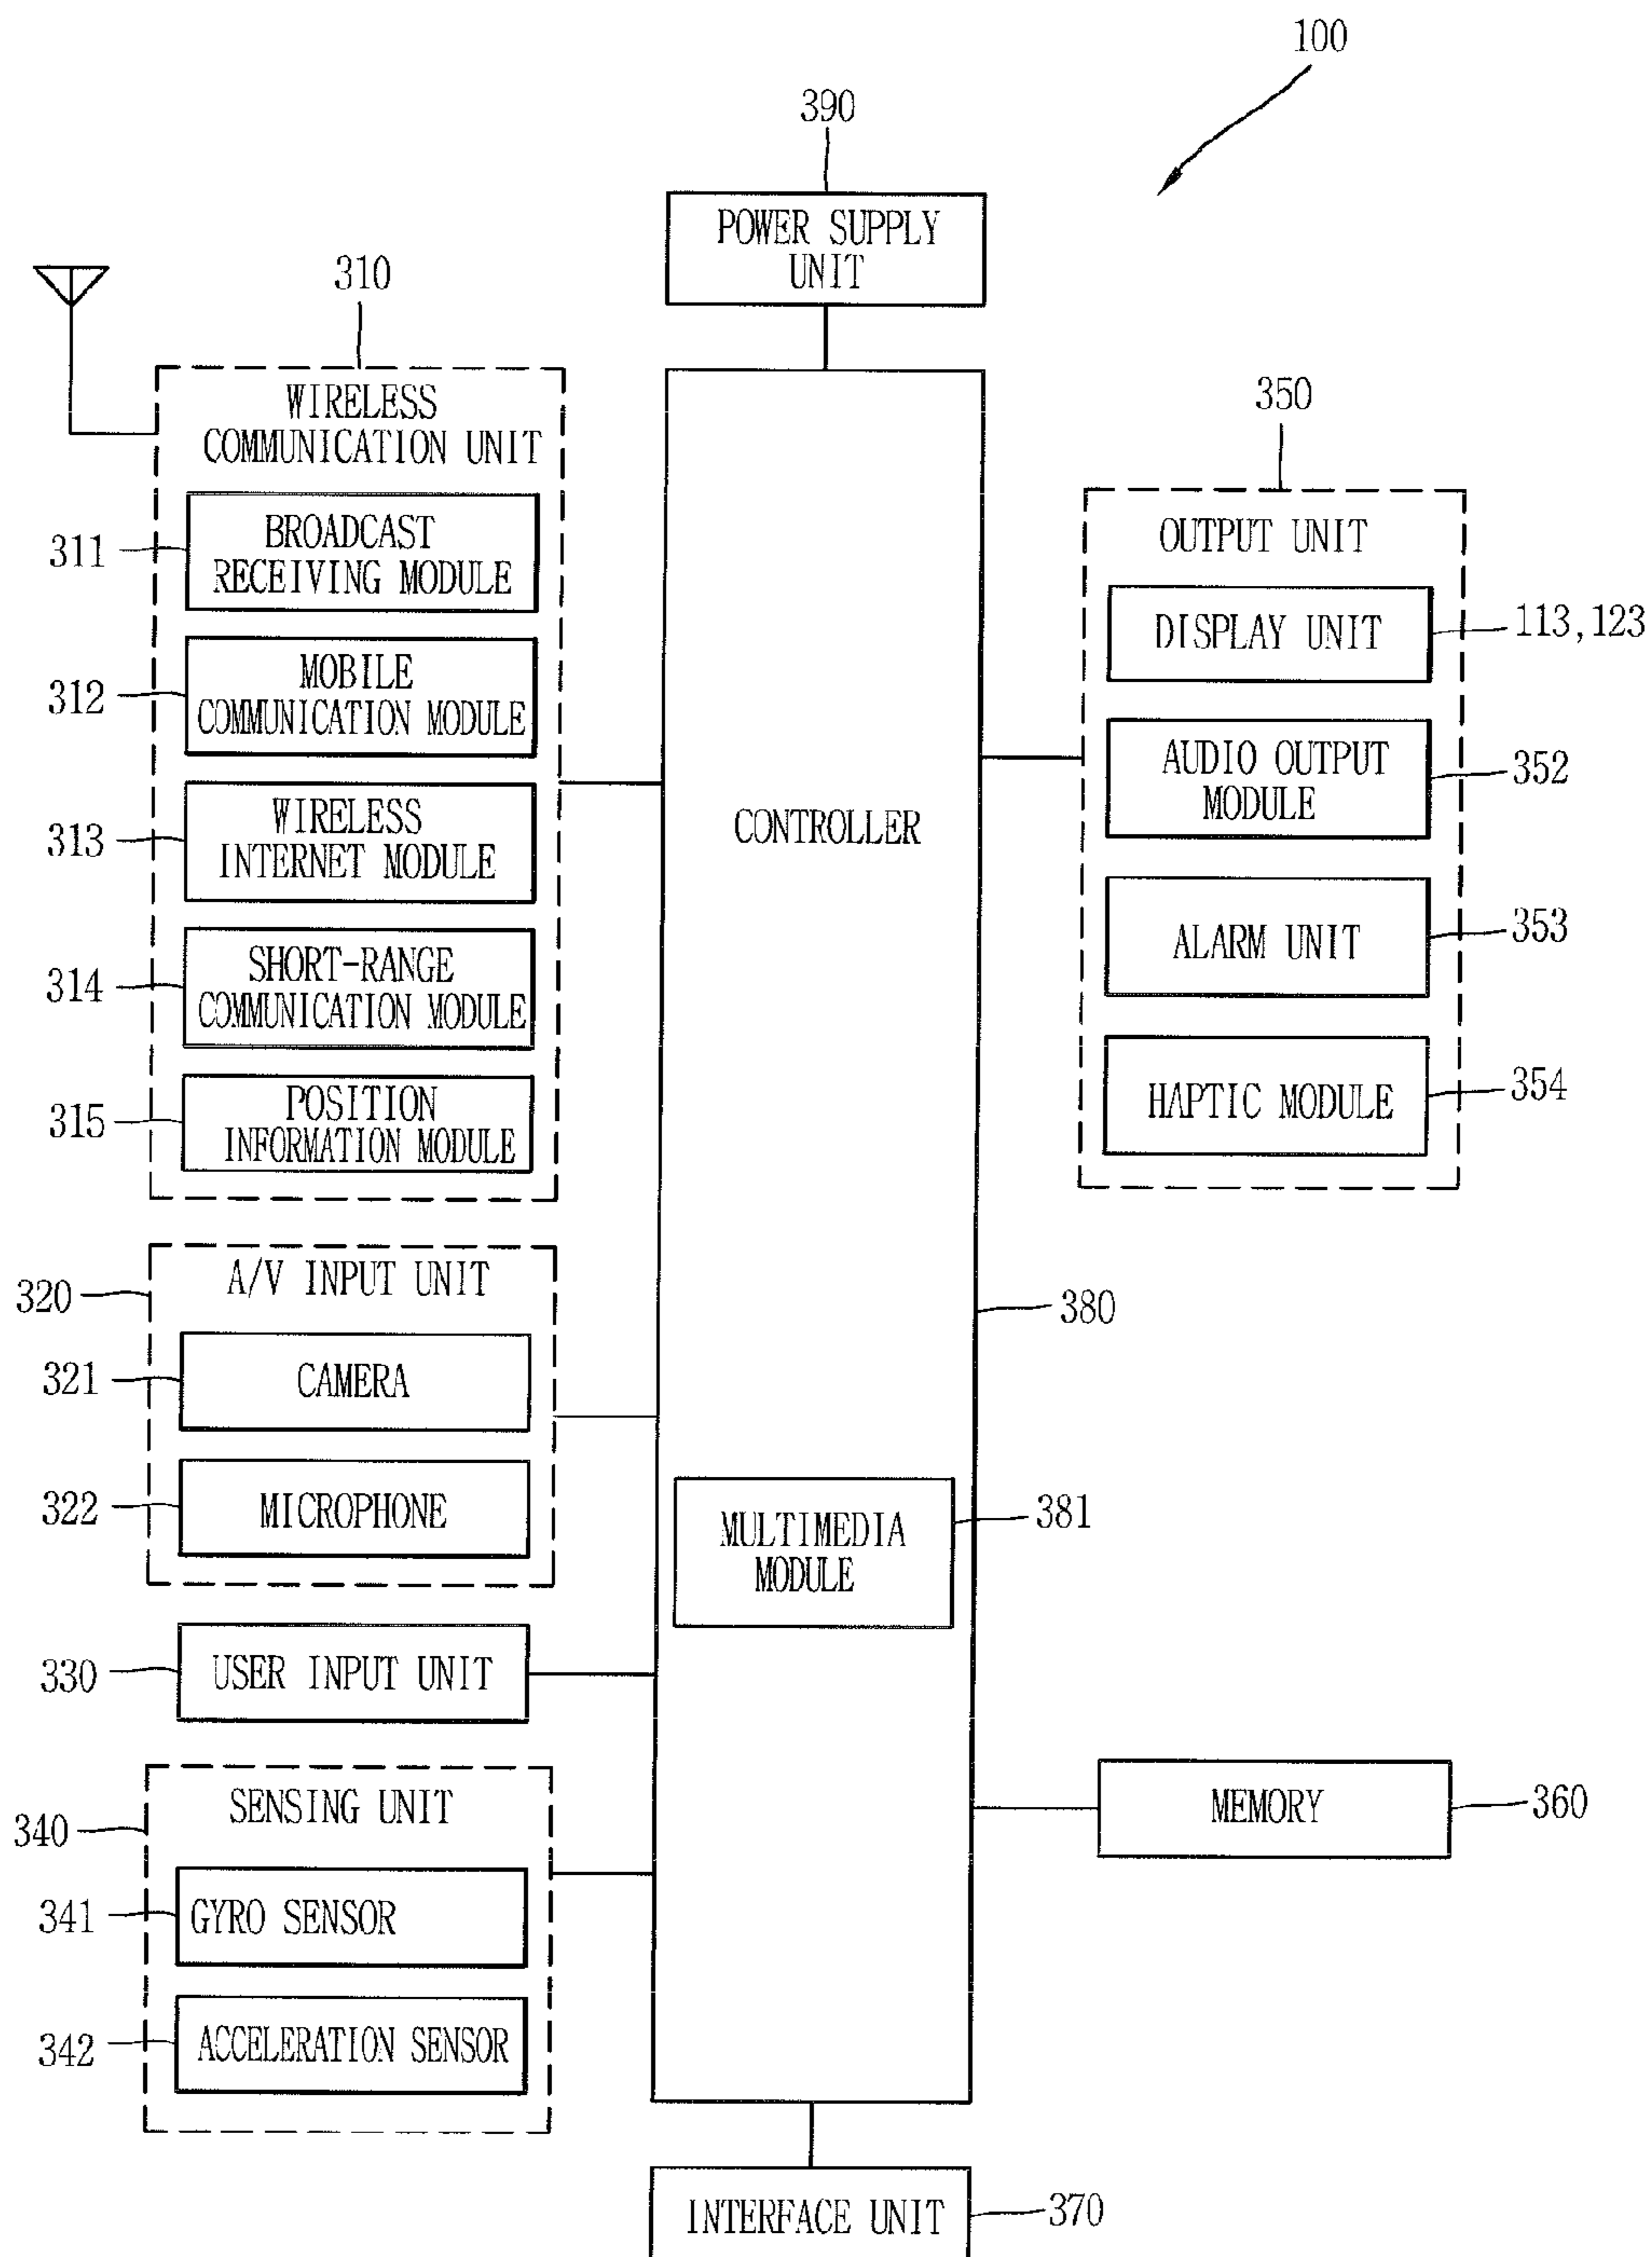 100
390
POWER SUPPLY
UNIT
310
WIRELESS
COMMUNICATION UNIT
311
BROADCAST
RECEIVING MODULE
312
MOBILE
COMMUNICATION MODULE
313
WIRELESS
INTERNET MODULE
314
SHORT-RANGE
COMMUNICATION MODULE
315
POSITION
INFORMATION MODULE
320
A/V INPUT UNIT
321
CAMERA
322
MICROPHONE
330
USER INPUT UNIT
340
SENSING UNIT
341
GYRO SENSOR
342
ACCELERATION SENSOR
CONTROLLER
380
MULTIMEDIA
MODULE
381
350
OUTPUT UNIT
DISPLAY UNIT
113,123
AUDIO OUTPUT
MODULE
352
ALARM UNIT
353
HAPTIC MODULE
354
MEMORY
360
INTERFACE UNIT
370